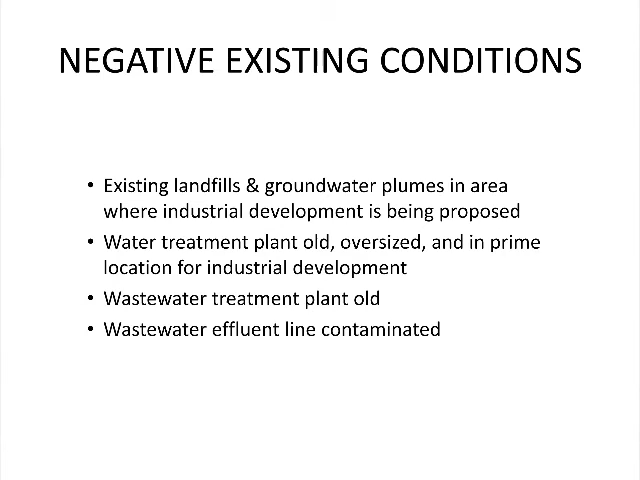 NEGATIVE EXISTING CONDITIONS
• Existing landfills & groundwater plumes in area
where industrial development is being proposed
• Water treatment plant old, oversized, and in prime
location for industrial development
• Wastewater treatment plant old
• Wastewater effluent line contaminated